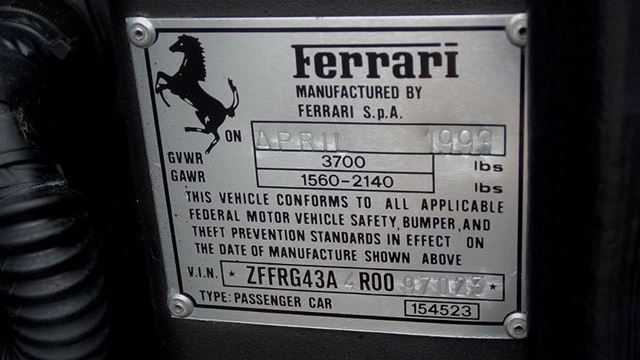 Ferrari
MANUFACTURED BY
FERRARI S.p.A.
ON APRIL 1993
GVWR 3700 lbs
GAWR 1560-2140 lbs
THIS VEHICLE CONFORMS TO ALL APPLICABLE
FEDERAL MOTOR VEHICLE SAFETY, BUMPER, AND
THEFT PREVENTION STANDARDS IN EFFECT ON
THE DATE OF MANUFACTURE SHOWN ABOVE
V.I.N. * ZFFRG43A4R0097023 *
TYPE: PASSENGER CAR 154523